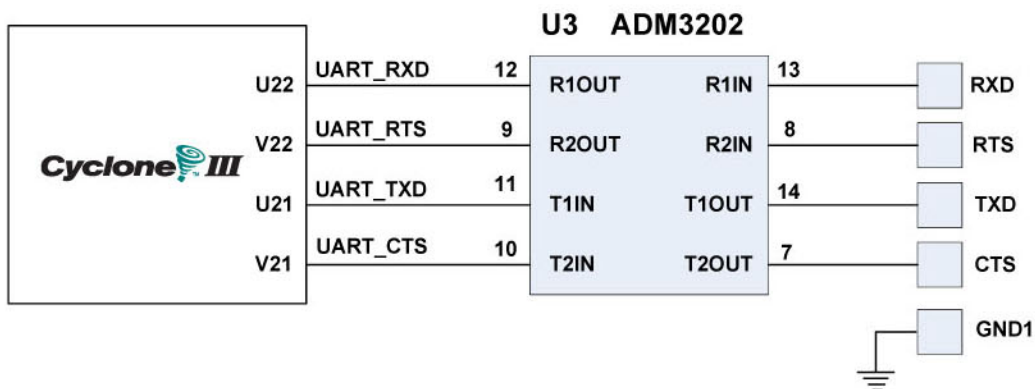 U3 ADM3202
UART_RXD 12 13
U22 R1OUT R1IN RXD
UART_RTS 9 8
V22 R2OUT R2IN RTS
Cyclone III
UART_TXD 11 14
U21 T1IN T1OUT TXD
UART_CTS 10 7
V21 T2IN T2OUT CTS
GND1